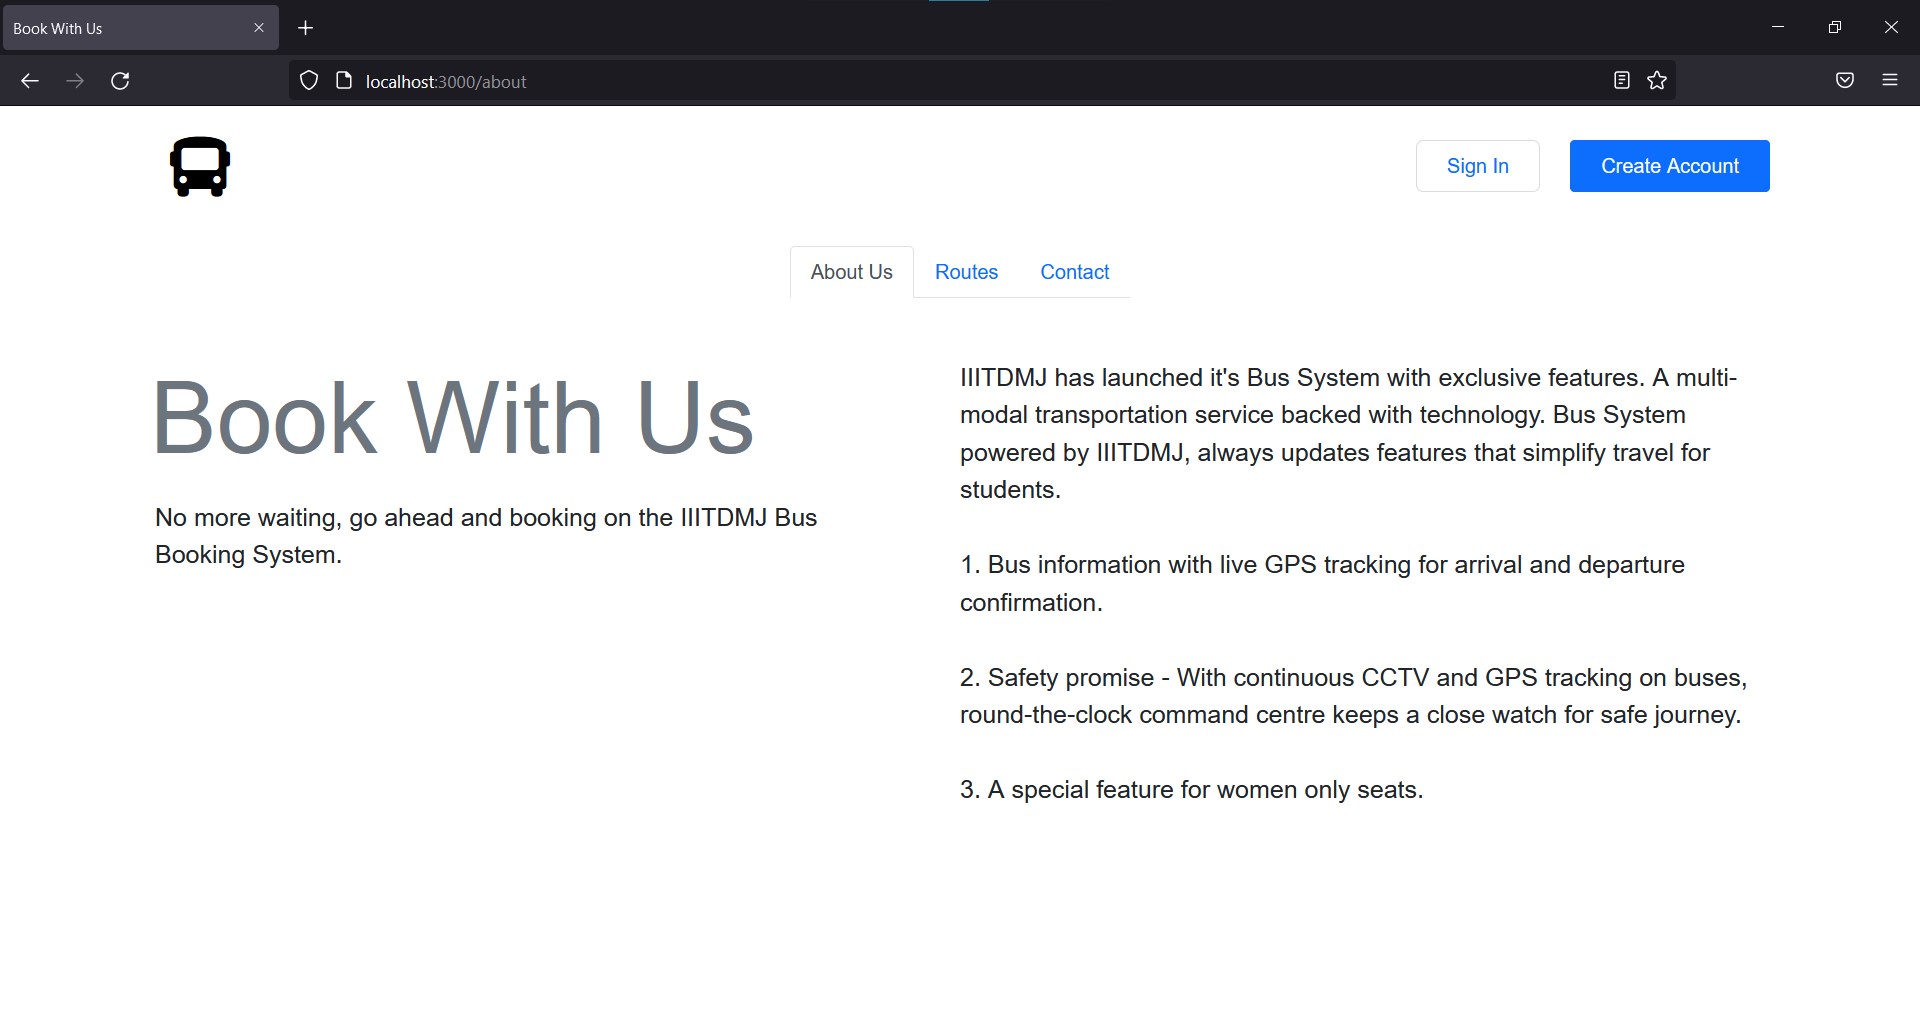 Book With Us
localhost:3000/about
Sign In
Create Account
About Us
Routes
Contact
Book With Us
No more waiting, go ahead and booking on the IIITDMJ Bus
Booking System.
IIITDMJ has launched it's Bus System with exclusive features. A multi-
modal transportation service backed with technology. Bus System
powered by IIITDMJ, always updates features that simplify travel for
students.
1. Bus information with live GPS tracking for arrival and departure
confirmation.
2. Safety promise - With continuous CCTV and GPS tracking on buses,
round-the-clock command centre keeps a close watch for safe journey.
3. A special feature for women only seats.